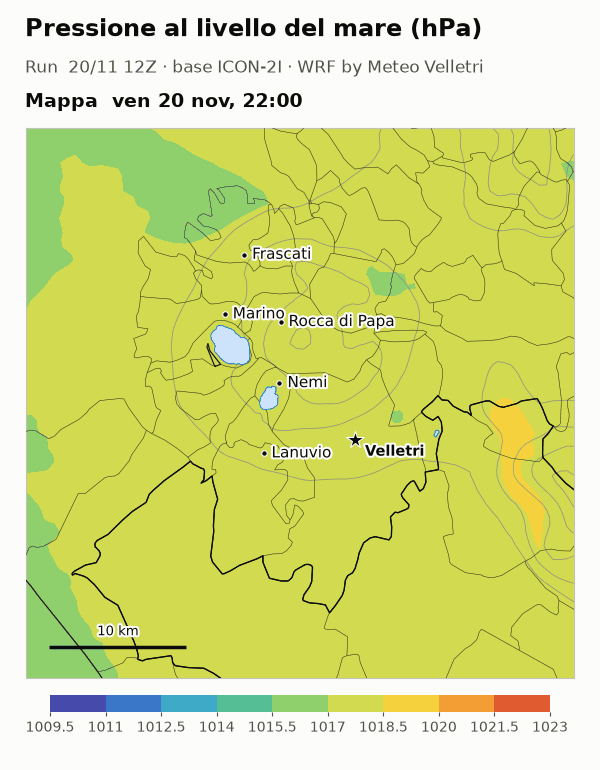 Pressione al livello del mare (hPa)
Run  20/11 12Z · base ICON-2I · WRF by Meteo Velletri
Mappa  ven 20 nov, 22:00
Frascati
Marino
Rocca di Papa
Nemi
Velletri
Lanuvio
10 km
1009.5 1011 1012.5 1014 1015.5 1017 1018.5 1020 1021.5 1023